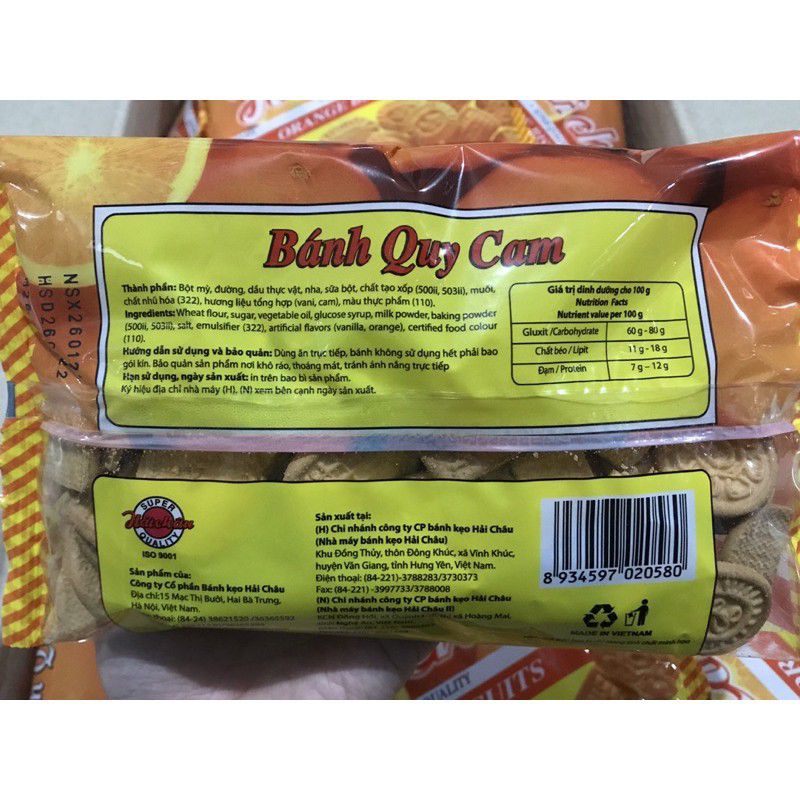 ORANGE B
Bánh Quy Cam
Thành phần: Bột mỳ, đường, dầu thực vật, nha, sữa bột, chất tạo xốp (500ii, 503ii), muối,
chất nhũ hóa (322), hương liệu tổng hợp (vani, cam), màu thực phẩm (110).
Ingredients: Wheat flour, sugar, vegetable oil, glucose syrup, milk powder, baking powder
(500ii, 503ii), salt, emulsifier (322), artificial flavors (vanilla, orange), certified food colour
(110).
Hướng dẫn sử dụng và bảo quản: Dùng ăn trực tiếp, bánh không sử dụng hết phải bao
gói kín. Bảo quản sản phẩm nơi khô ráo, thoáng mát, tránh ánh nắng trực tiếp
Hạn sử dụng, ngày sản xuất: in trên bao bì sản phẩm.
Ký hiệu địa chỉ nhà máy (H). (N) xem bên cạnh ngày sản xuất.
Giá trị dinh dưỡng cho 100 g
Nutrition Facts
Nutrient value per 100 g
Gluxit /Carbohydrate 60 g - 80 g
Chất béo / Lipit 11 g - 18 g
Đạm / Protein 7 g - 12 g
SUPER
Hải Châu
QUALITY
ISO 9001
Sản phẩm của:
Công ty Cổ phần Bánh kẹo Hải Châu
Địa chỉ:15 Mạc Thị Bưởi, Hai Bà Trưng,
Hà Nội, Việt Nam.
thoại: (84-24) 38621520
Sản xuất tại:
(H) Chi nhánh công ty CP bánh kẹo Hải Châu
(Nhà máy bánh kẹo Hải Châu)
Khu Đồng Thủy, thôn Đông Khúc, xã Vĩnh Khúc,
huyện Văn Giang, tỉnh Hưng Yên, Việt Nam.
Điện thoại: (84-221)-3788283/3730373
Fax: (84-221) -3997733/3788008
(N) Chi nhánh công ty CP bánh kẹo Hải Châu
(Nhà máy bánh kẹo Hải Châu II)
8 934597 020580
MADE IN VIETNAM
QUALITY